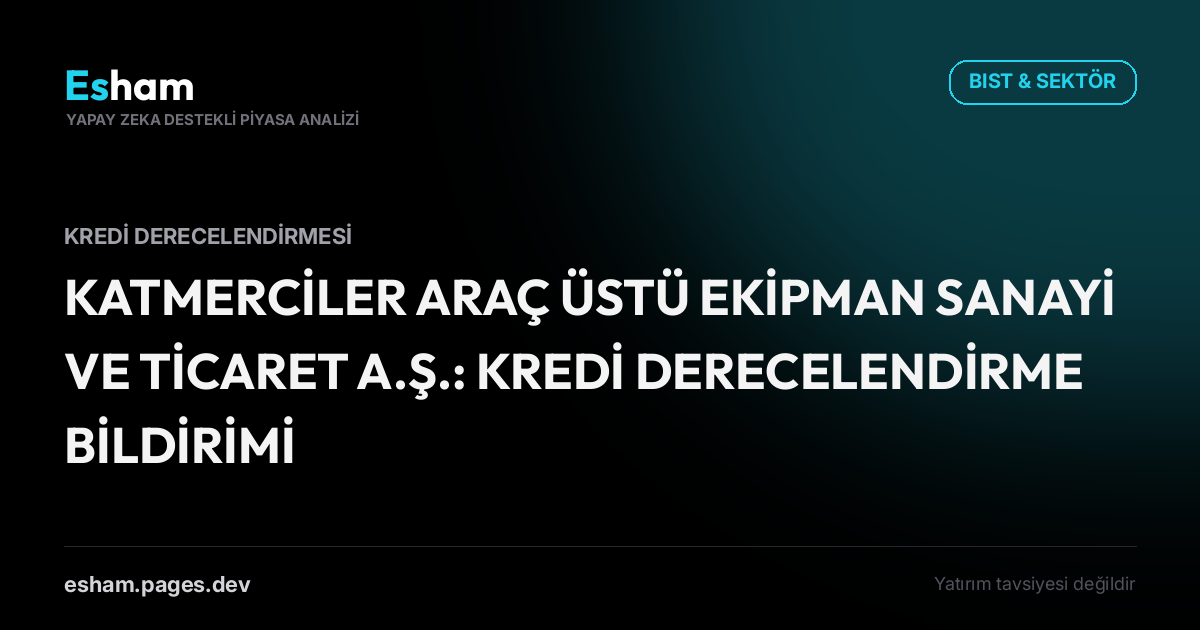 Esham
YAPAY ZEKA DESTEKLİ PİYASA ANALİZİ
BIST & SEKTÖR
KREDİ DERECELENDİRMESİ
KATMERCİLER ARAÇ ÜSTÜ EKİPMAN SANAYİ
VE TİCARET A.Ş.: KREDİ DERECELENDİRME
BİLDİRİMİ
esham.pages.dev
Yatırım tavsiyesi değildir